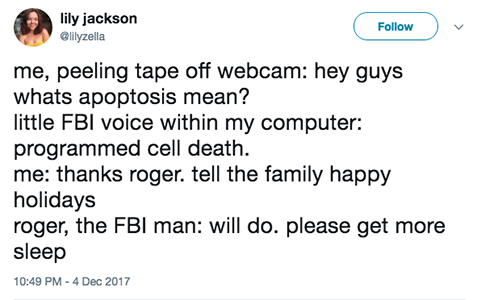 lily jackson
@lilyzella
Follow
me, peeling tape off webcam: hey guys
whats apoptosis mean?
little FBI voice within my computer:
programmed cell death.
me: thanks roger. tell the family happy
holidays
roger, the FBI man: will do. please get more
sleep
10:49 PM - 4 Dec 2017